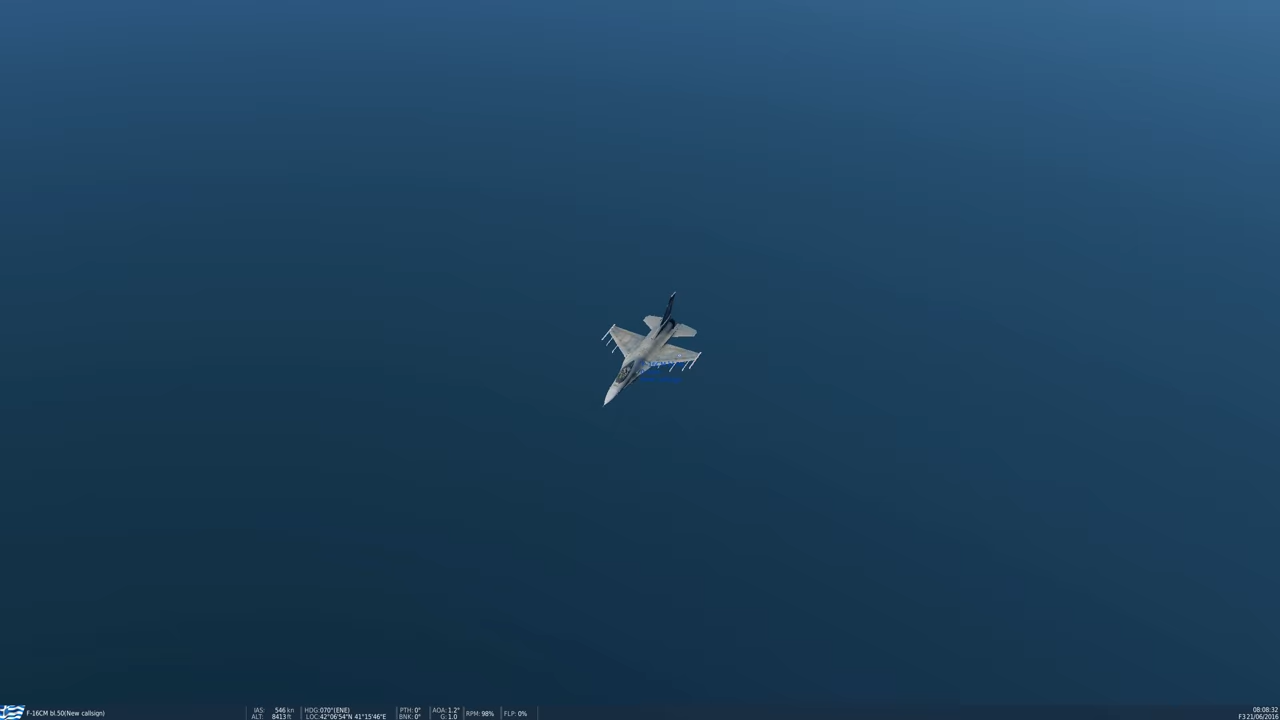 F-16CM bl.50(New callsign)
IAS: 546 kn
ALT: 8413 ft
HDG:070°(ENE)
LOC:42°06'54"N 41°15'46"E
PTH: 0°
BNK: 0°
AOA: 1.2°
G: 1.0
RPM: 98%
FLP: 0%
08:08:32
F3 21/06/2016